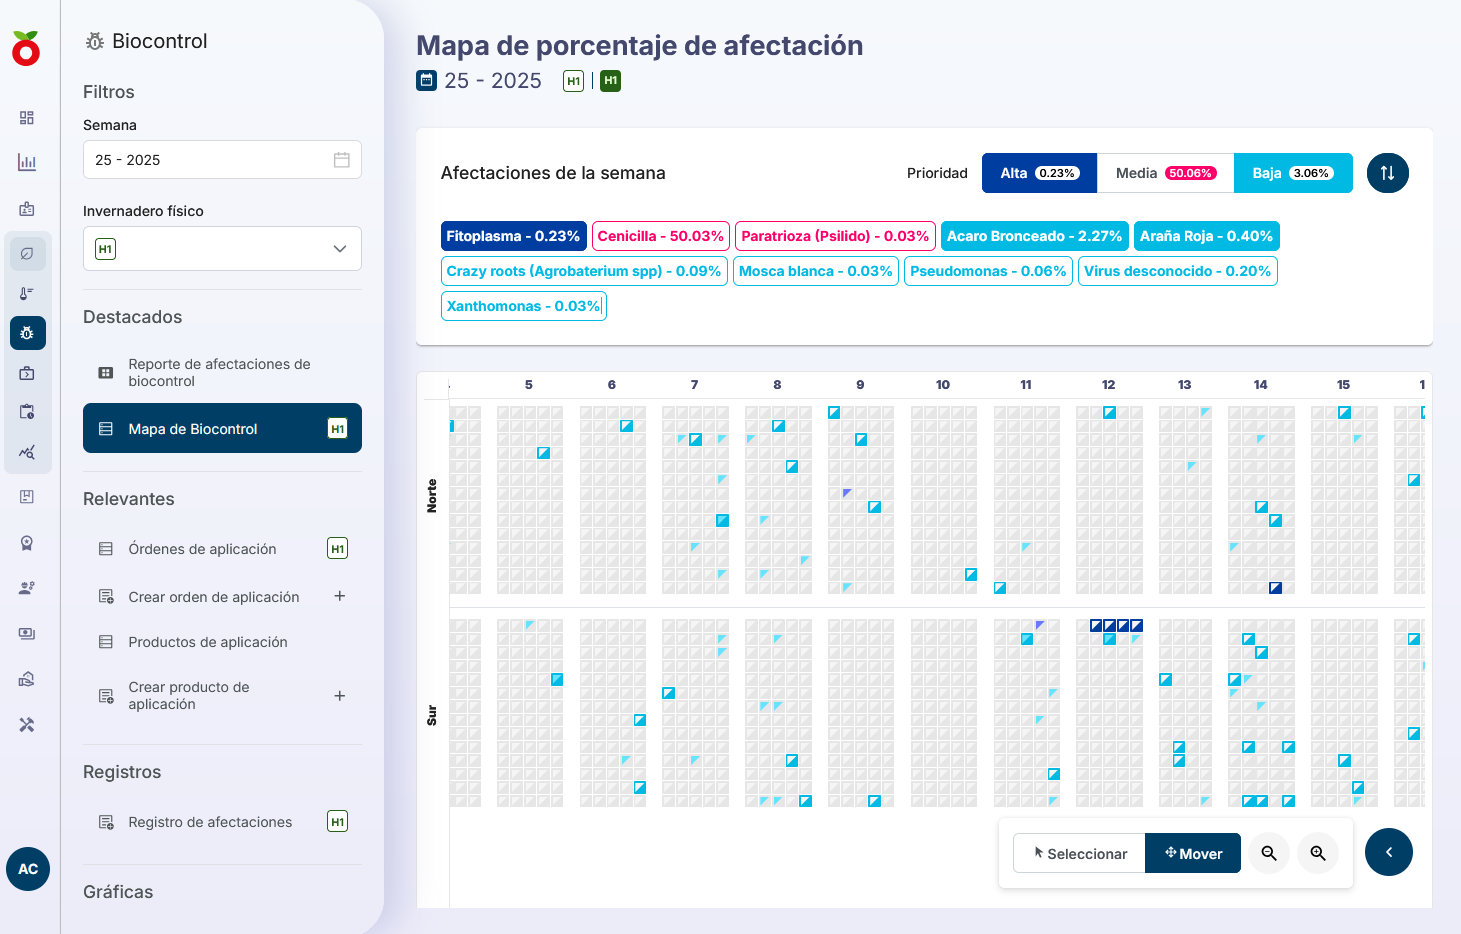 Biocontrol
Filtros
Semana
25 - 2025
Invernadero físico
H1
Destacados
Reporte de afectaciones de
biocontrol
Mapa de Biocontrol H1
Relevantes
Órdenes de aplicación H1
Crear orden de aplicación +
Productos de aplicación
Crear producto de
aplicación +
Registros
Registro de afectaciones H1
Gráficas
AC
Mapa de porcentaje de afectación
25 - 2025 H1 | H1
Afectaciones de la semana
Prioridad Alta 0.23% Media 50.06% Baja 3.06%
Fitoplasma - 0.23% Cenicilla - 50.03% Paratrioza (Psilido) - 0.03% Acaro Bronceado - 2.27% Araña Roja - 0.40%
Crazy roots (Agrobaterium spp) - 0.09% Mosca blanca - 0.03% Pseudomonas - 0.06% Virus desconocido - 0.20%
Xanthomonas - 0.03%
5 6 7 8 9 10 11 12 13 14 15
Norte
Sur
Seleccionar Mover